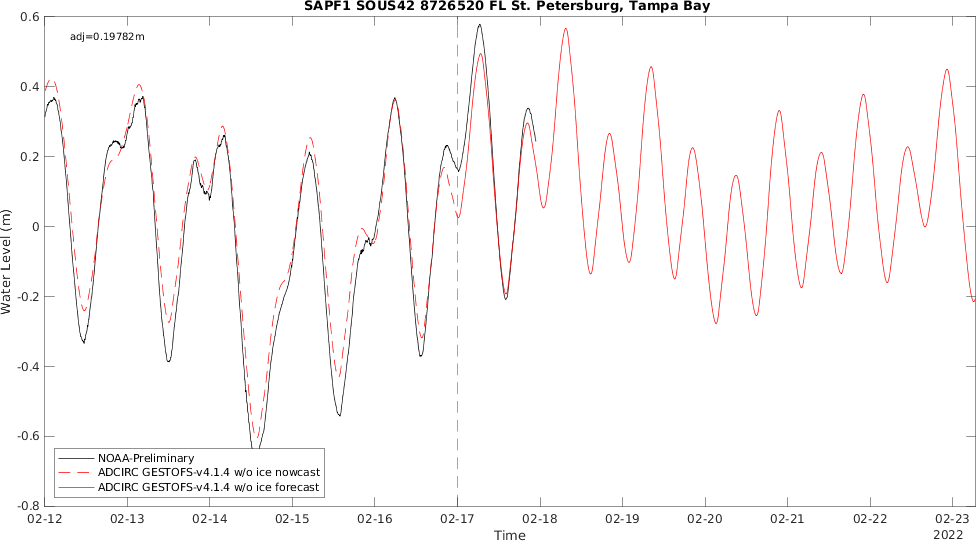 SAPF1 SOUS42 8726520 FL St. Petersburg, Tampa Bay
adj=0.19782m
0.6
0.4
0.2
0
-0.2
-0.4
-0.6
-0.8
Water Level (m)
NOAA-Preliminary
ADCIRC GESTOFS-v4.1.4 w/o ice nowcast
ADCIRC GESTOFS-v4.1.4 w/o ice forecast
02-12 02-13 02-14 02-15 02-16 02-17 02-18 02-19 02-20 02-21 02-22 02-23
Time
2022